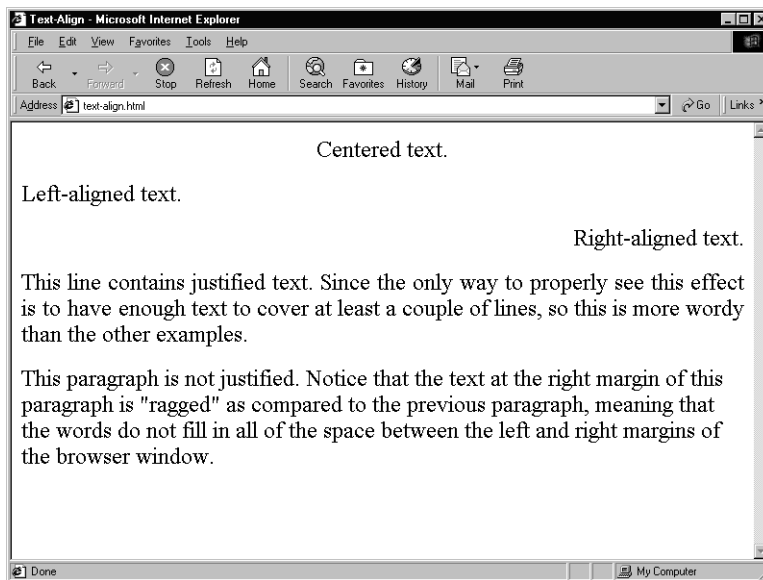 Text-Align - Microsoft Internet Explorer
File Edit View Favorites Tools Help
Back Forward Stop Refresh Home Search Favorites History Mail Print
Address text-align.html Go Links
Centered text.
Left-aligned text.
Right-aligned text.
This line contains justified text. Since the only way to properly see this effect
is to have enough text to cover at least a couple of lines, so this is more wordy
than the other examples.
This paragraph is not justified. Notice that the text at the right margin of this
paragraph is "ragged" as compared to the previous paragraph, meaning that
the words do not fill in all of the space between the left and right margins of
the browser window.
Done My Computer